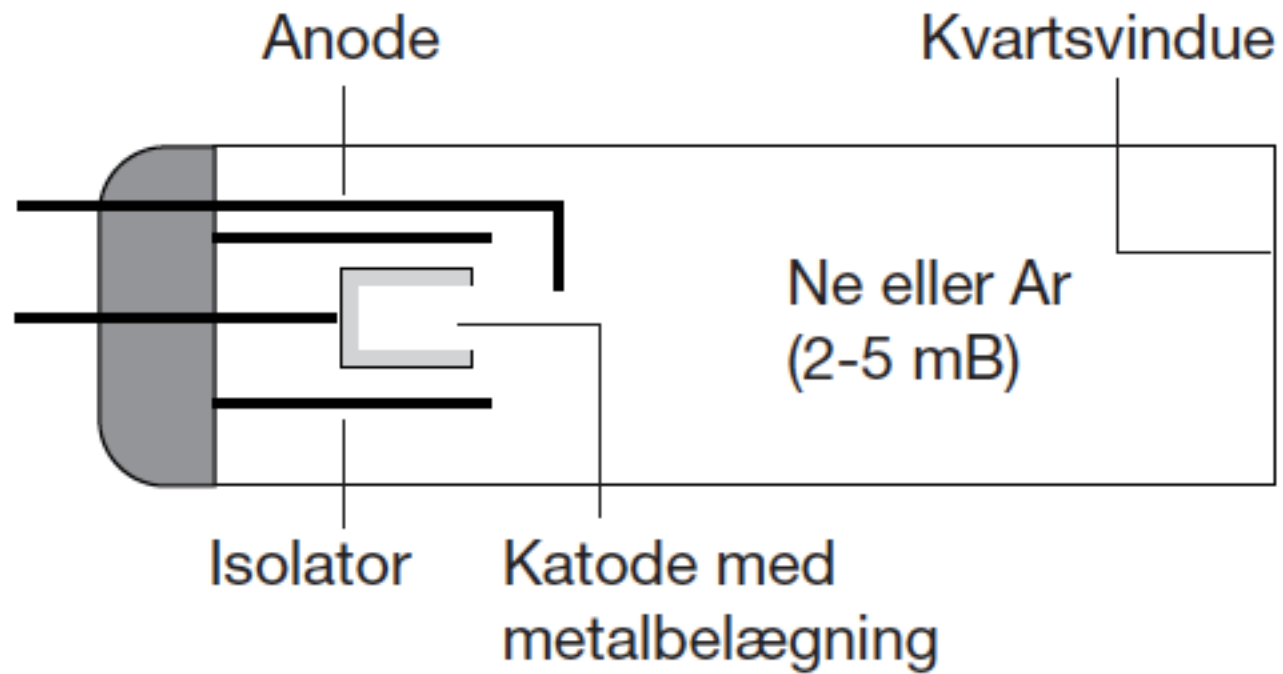 Anode
Kvartsvindue
Ne eller Ar
(2-5 mB)
Isolator
Katode med
metalbelægning